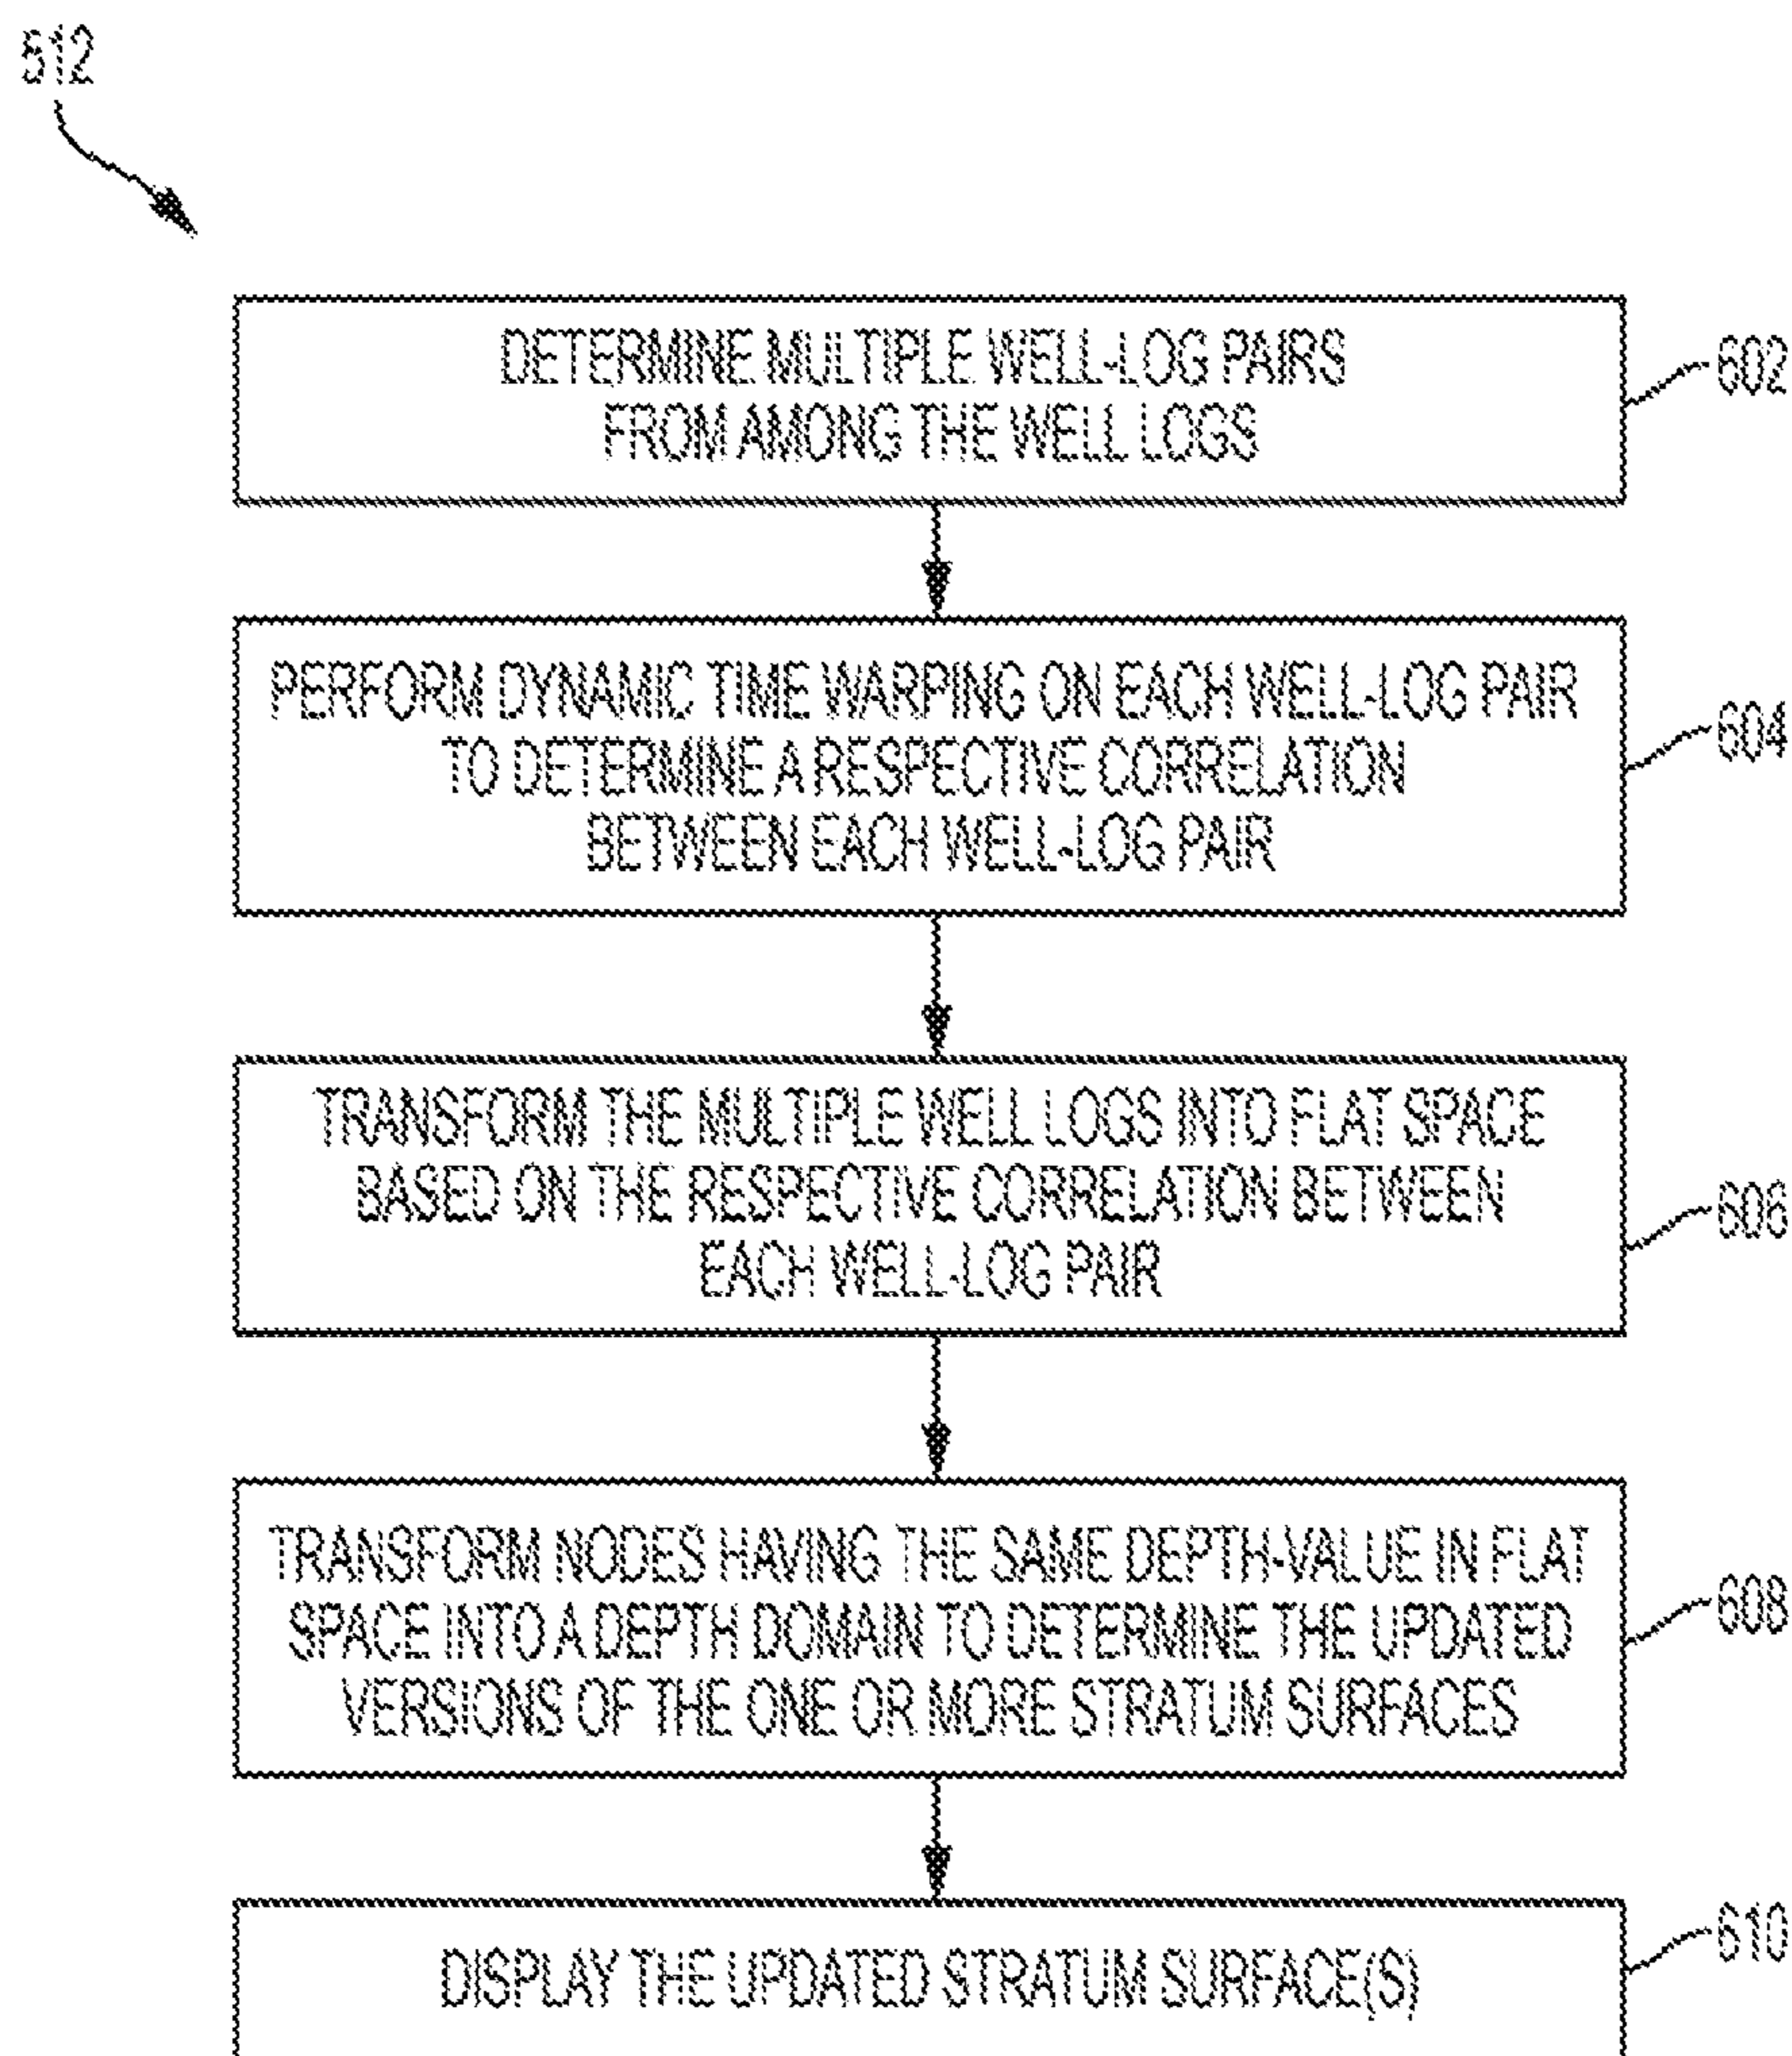 512
DETERMINE MULTIPLE WELL-LOG PAIRS
FROM AMONG THE WELL LOGS
602
PERFORM DYNAMIC TIME WARPING ON EACH WELL-LOG PAIR
TO DETERMINE A RESPECTIVE CORRELATION
BETWEEN EACH WELL-LOG PAIR
604
TRANSFORM THE MULTIPLE WELL LOGS INTO FLAT SPACE
BASED ON THE RESPECTIVE CORRELATION BETWEEN
EACH WELL-LOG PAIR
606
TRANSFORM NODES HAVING THE SAME DEPTH-VALUE IN FLAT
SPACE INTO A DEPTH DOMAIN TO DETERMINE THE UPDATED
VERSIONS OF THE ONE OR MORE STRATUM SURFACES
608
DISPLAY THE UPDATED STRATUM SURFACE(S)
610